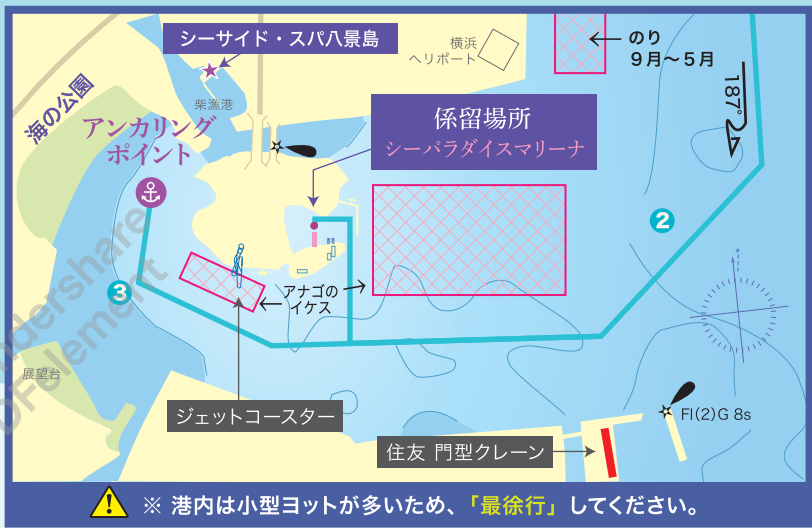 シーサイド・スパ八景島
横浜
ヘリポート
のり
9月～5月
187°
海の公園
柴漁港
アンカリング
ポイント
係留場所
シーパラダイスマリーナ
2
3
アナゴの
イケス
展望台
ジェットコースター
住友 門型クレーン
Fl(2)G 8s
※ 港内は小型ヨットが多いため、「最徐行」してください。